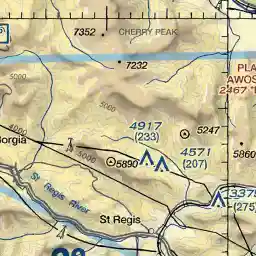 7352
CHERRY PEAK
7232
5000
PLA
AWOS
2467
5000
4917
(233)
5247
orgia
4571
(207)
5860
5000
5890
St Regis River
3375
(275)
St Regis